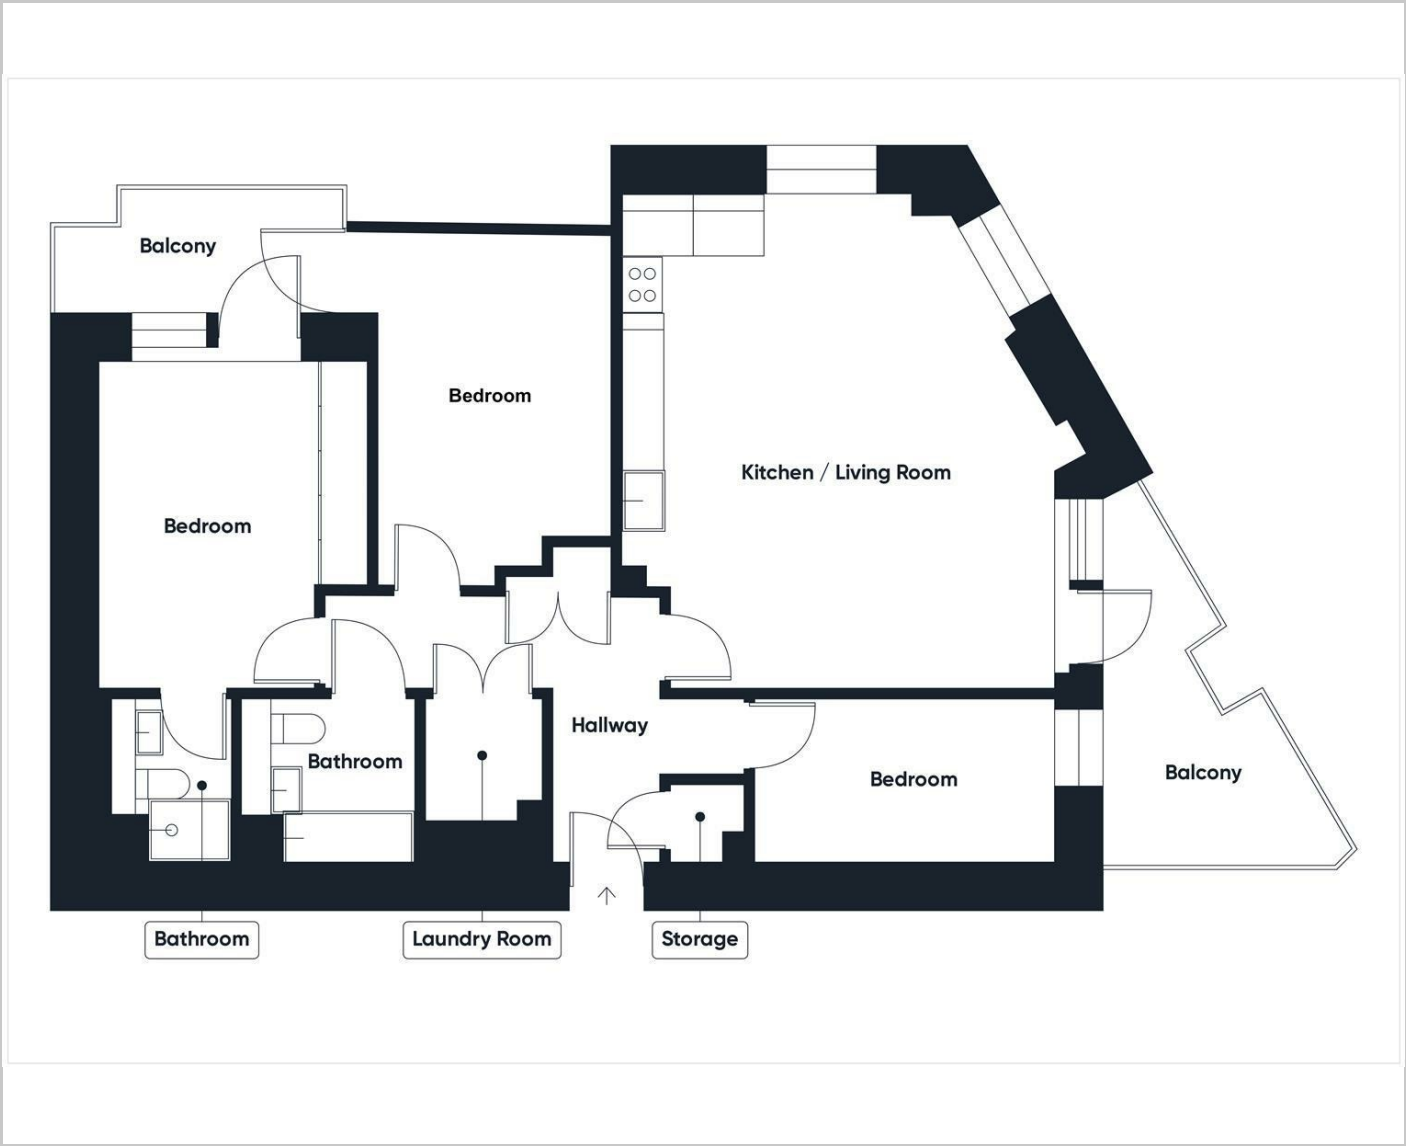 Balcony
Bedroom
Kitchen / Living Room
Bedroom
Hallway
Bathroom
Balcony
Bedroom
Bathroom
Laundry Room
Storage